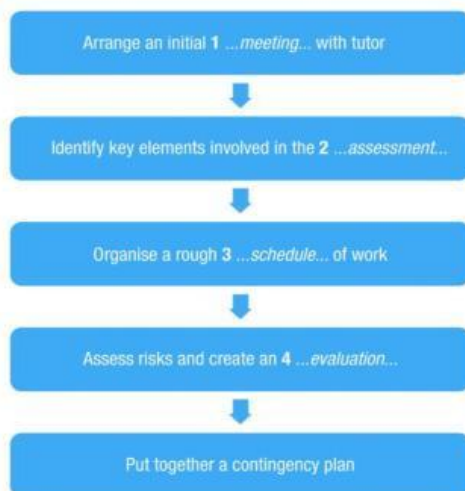 Arrange an initial 1 ...meeting... with tutor
Identify key elements involved in the 2 ...assessment...
Organise a rough 3 ...schedule... of work
Assess risks and create an 4 ...evaluation...
Put together a contingency plan